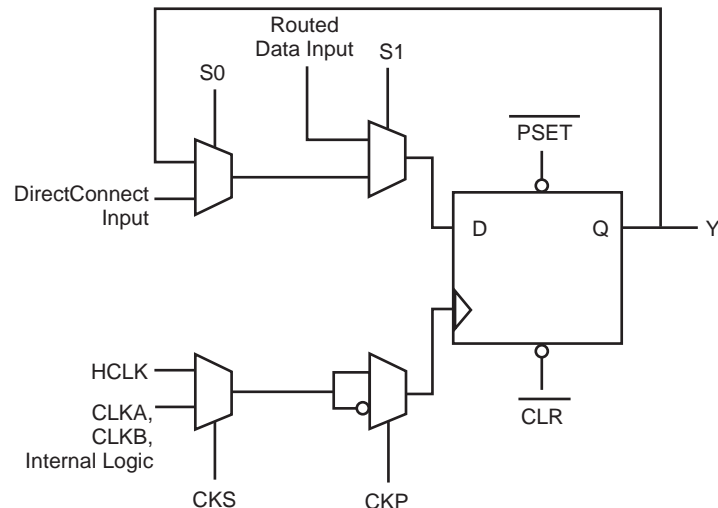 Routed
Data Input
S1
S0
PSET
DirectConnect
Input
D
Q
Y
HCLK
CLKA,
CLKB,
Internal Logic
CLR
CKS
CKP